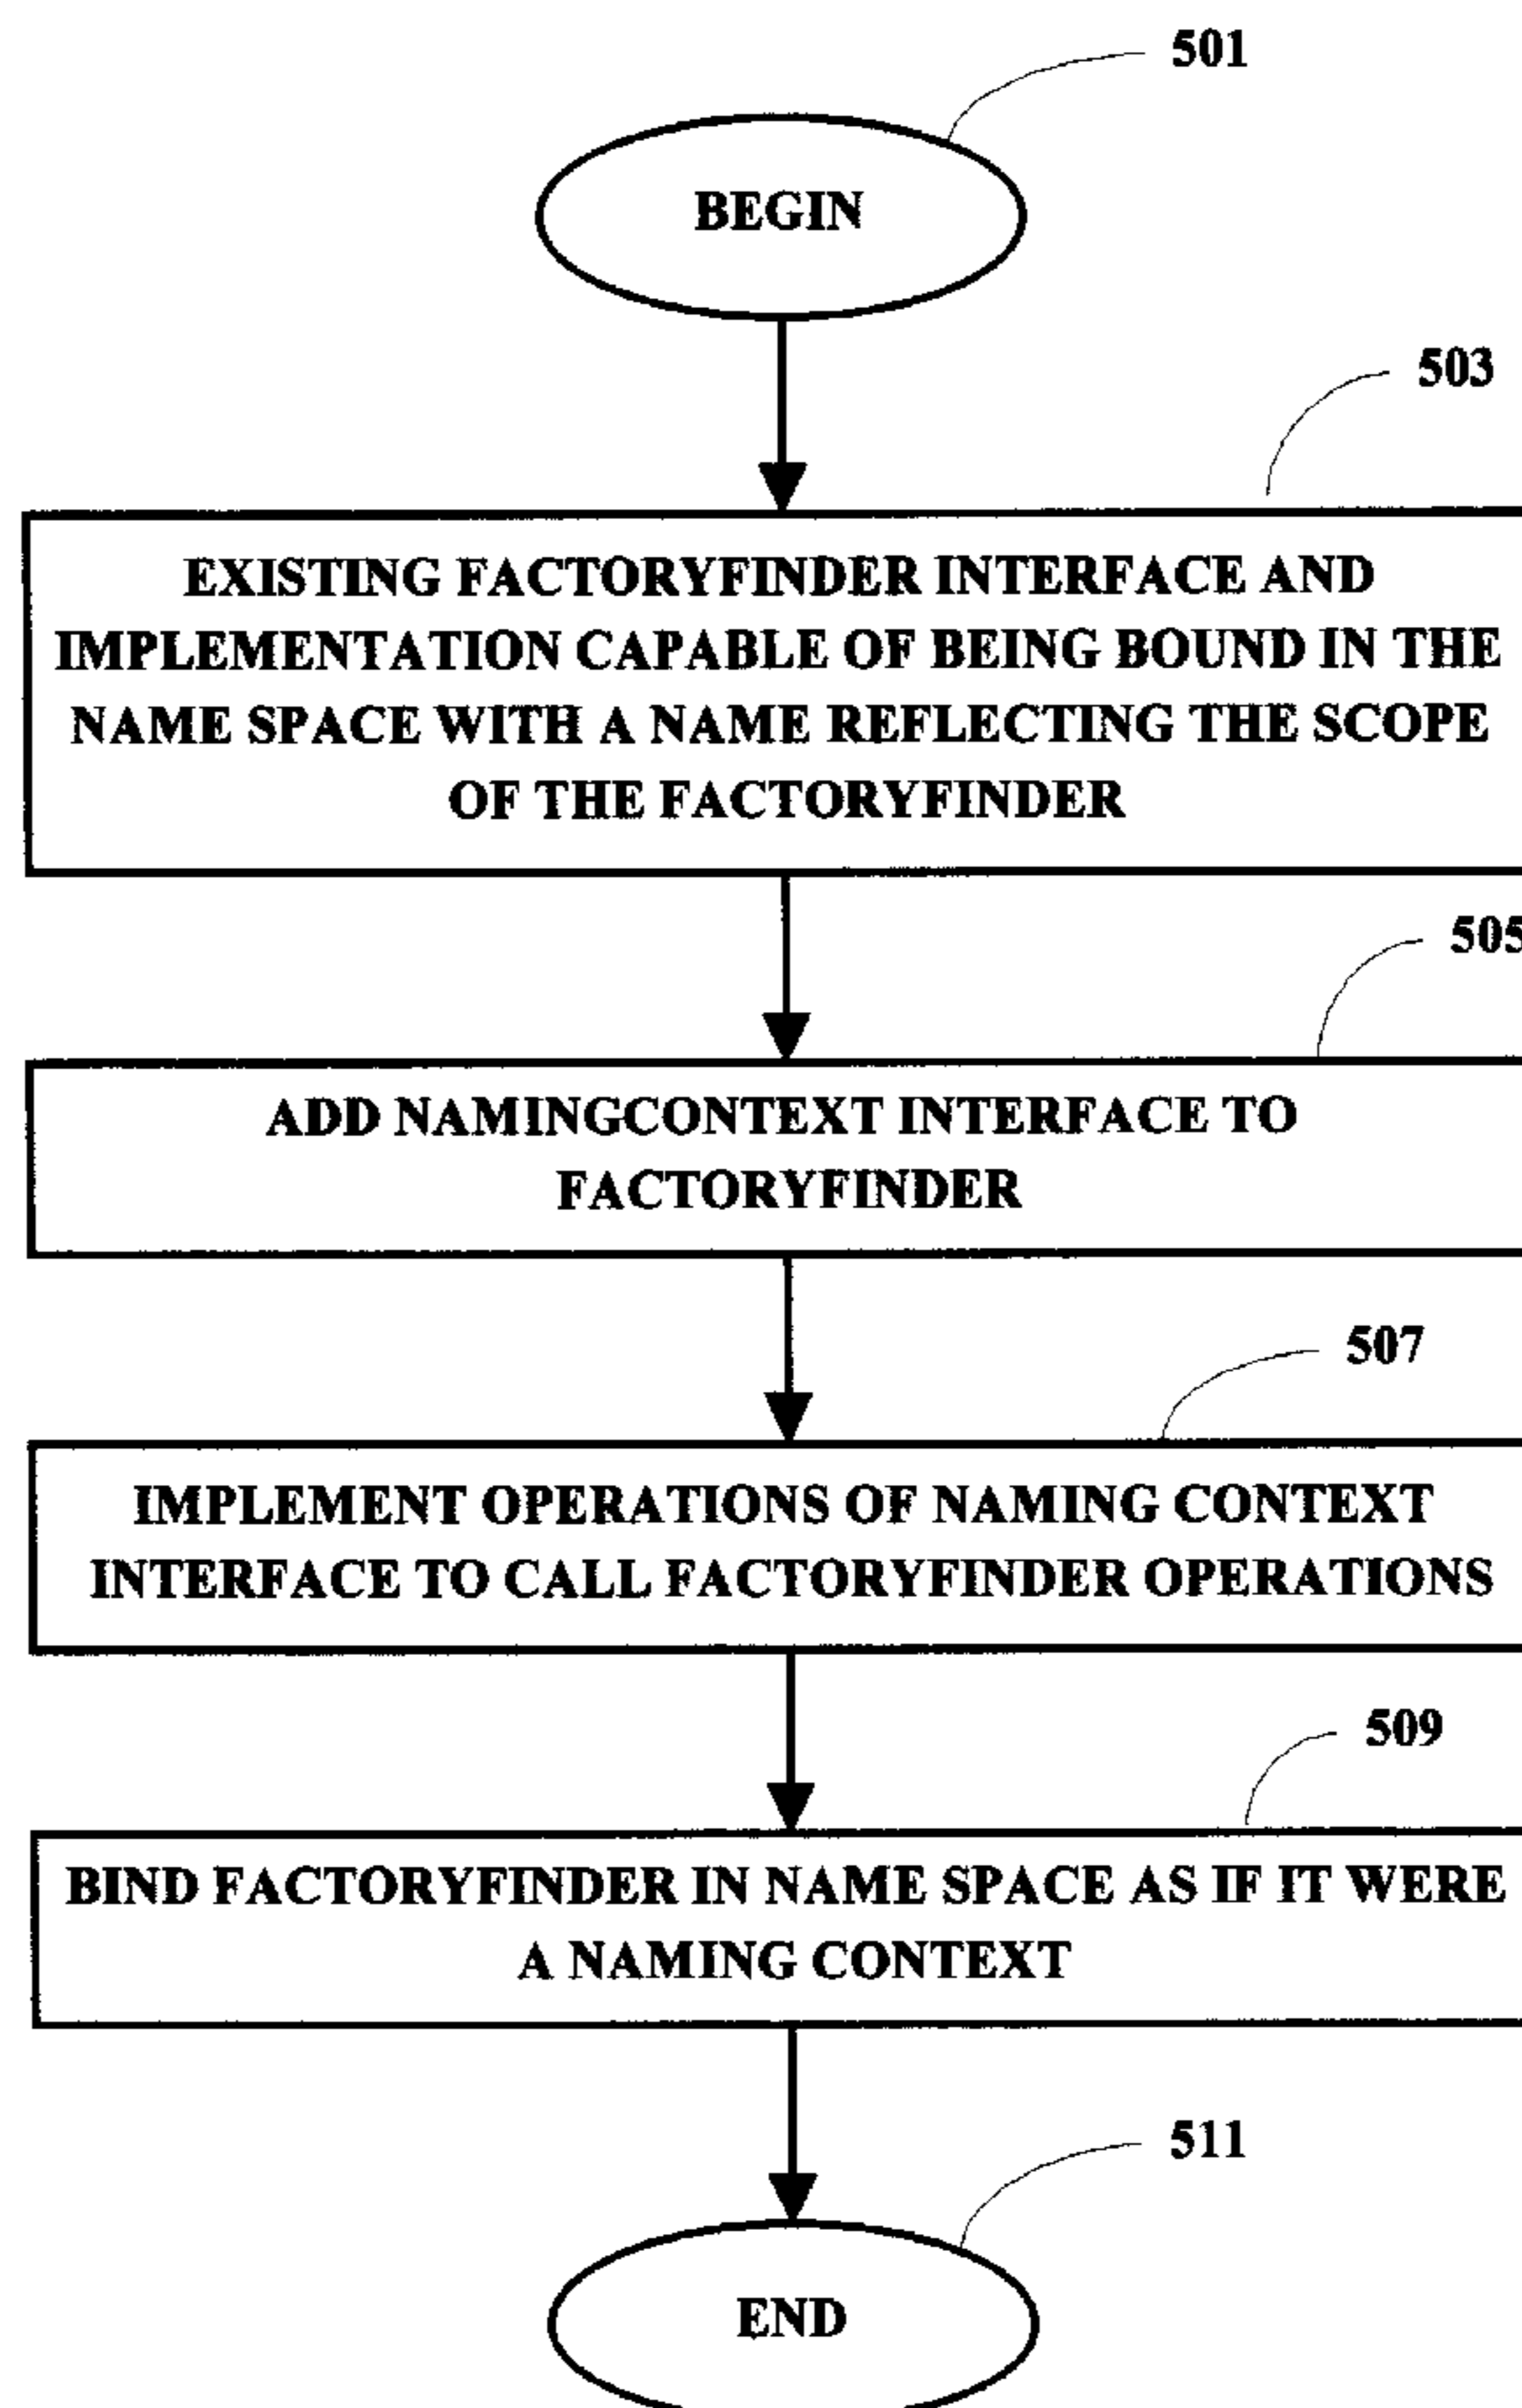 501
BEGIN
503
EXISTING FACTORYFINDER INTERFACE AND
IMPLEMENTATION CAPABLE OF BEING BOUND IN THE
NAME SPACE WITH A NAME REFLECTING THE SCOPE
OF THE FACTORYFINDER
505
ADD NAMINGCONTEXT INTERFACE TO
FACTORYFINDER
507
IMPLEMENT OPERATIONS OF NAMING CONTEXT
INTERFACE TO CALL FACTORYFINDER OPERATIONS
509
BIND FACTORYFINDER IN NAME SPACE AS IF IT WERE
A NAMING CONTEXT
511
END